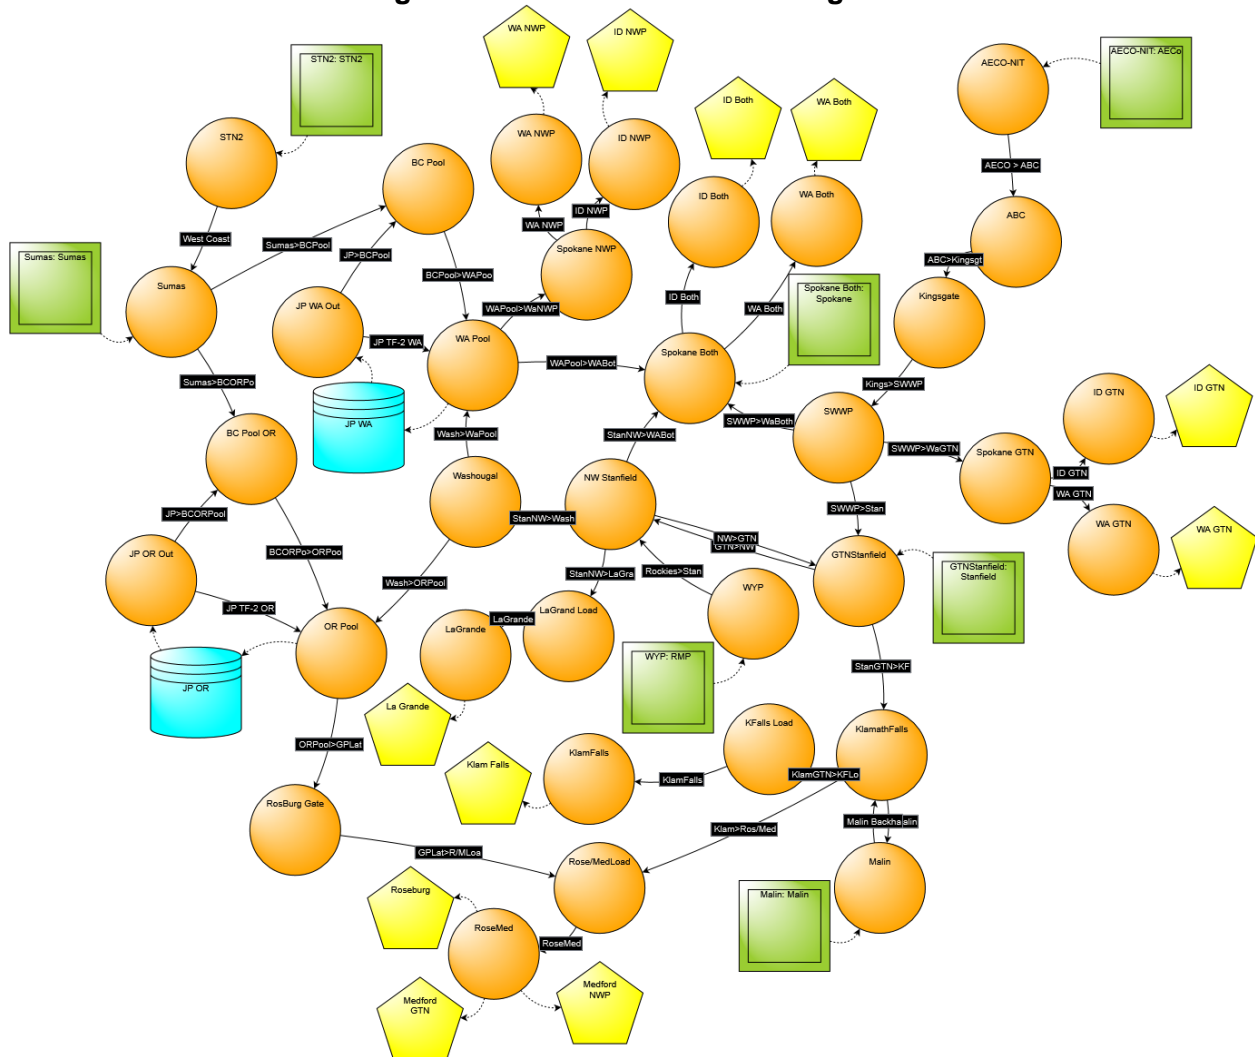 WA NWP
ID NWP
STN2: STN2
AECO-NIT
AECO-NIT: AECo
ID Both
WA Both
STN2
WA NWP
ID NWP
BC Pool
AECO > ABC
ID Both
WA Both
ABC
ID NWP
WA NWP
West Coast
Sumas>BCPool
JP>BCPool
Spokane NWP
Sumas: Sumas
ABC>Kingsgt
BCPool>WAPoo
Sumas
JP WA Out
Spokane Both:
Spokane
Kingsgate
ID Both
WA Both
WAPool>WaNWP
JP TF-2 WA
WA Pool
Spokane Both
WAPool>WABot
Sumas>BCORPo
Kings>SWWP
ID GTN
ID GTN
SWWP
JP WA
SWWP>WaBoth
BC Pool OR
Wash>WaPool
StanNW>WABot
SWWP>WaGTN
Spokane GTN
ID GTN
WA GTN
Washougal
NW Stanfield
SWWP>Stan
JP>BCORPool
StanNW>Wash
WA GTN
WA GTN
NW>GTN
GTN>NW
BCORPo>ORPoo
JP OR Out
GTNStanfield
GTNStanfield:
Stanfield
StanNW>LaGra
Rockies>Stan
Wash>ORPool
WYP
JP TF-2 OR
LaGrand Load
LaGrande
OR Pool
LaGrande
WYP: RMP
StanGTN>KF
JP OR
La Grande
KFalls Load
KlamathFalls
ORPool>GPLat
KlamFalls
Klam Falls
KlamGTN>KFLo
KlamFalls
RosBurg Gate
Malin Backha
alin
Klam>Ros/Med
GPLat>R/MLoa
Rose/MedLoad
Malin
Roseburg
Malin: Malin
RoseMed
RoseMed
Medford
NWP
Medford
GTN